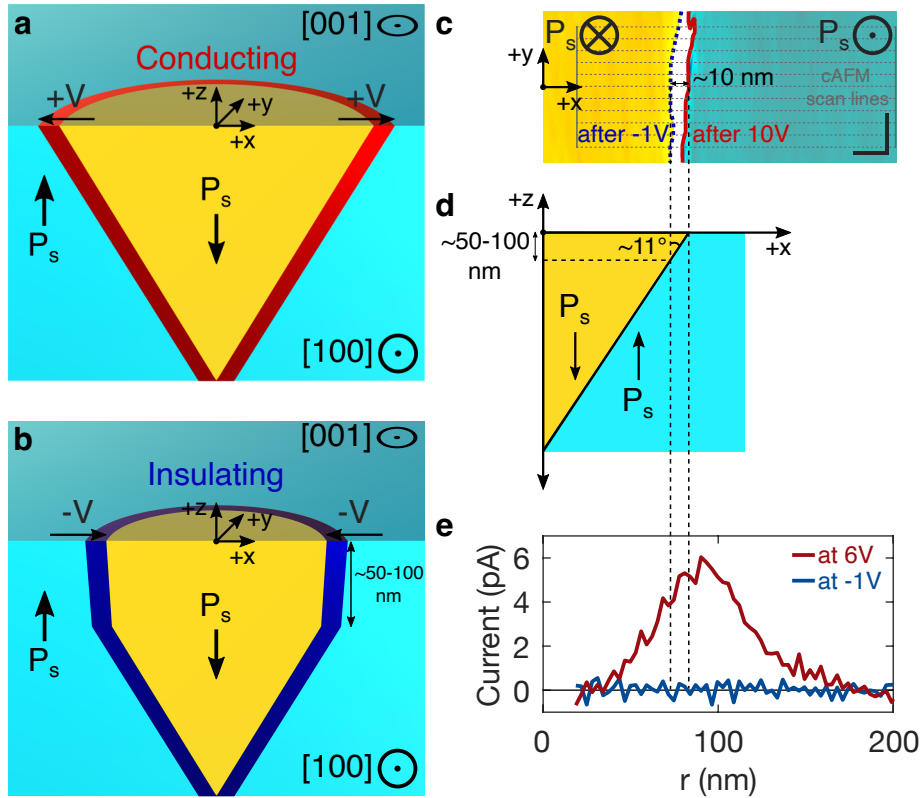 a
[001]
Conducting
+V
+V
+z
+y
+x
Ps
Ps
[100]
b
[001]
Insulating
-V
-V
+z
+y
+x
~50-100
nm
Ps
Ps
[100]
c
Ps
Ps
+y
+x
~10 nm
cAFM
scan lines
after -1V
after 10V
d
+z
~50-100
nm
~11°
+x
Ps
Ps
e
Current (pA)
6
4
2
0
at 6V
at -1V
0
100
200
r (nm)